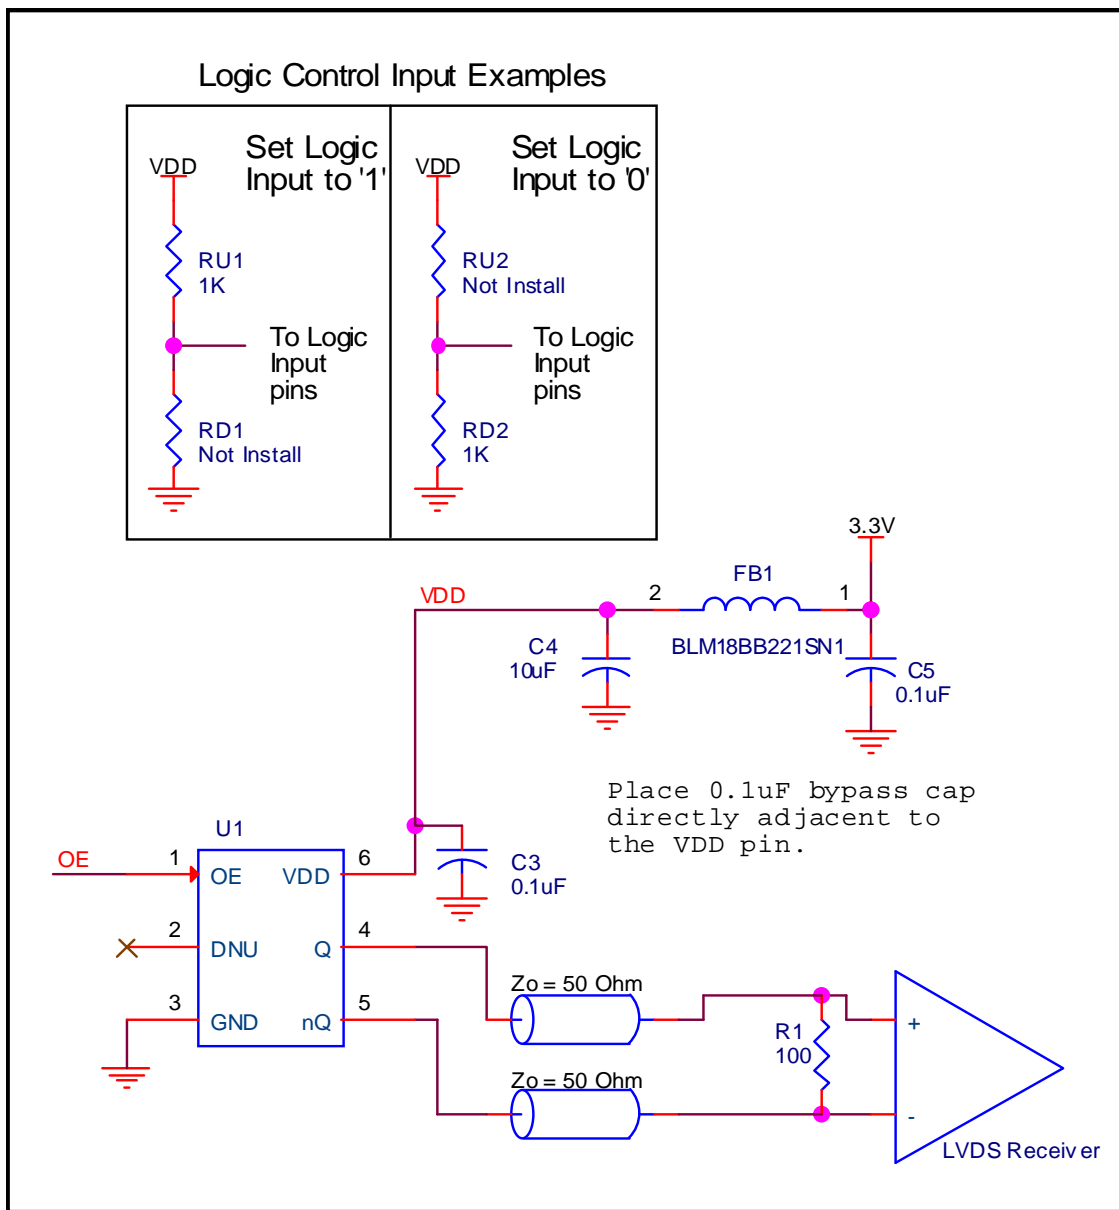 Logic Control Input Examples
Set Logic
Input to '1'
VDD
RU1
1K
To Logic
Input
pins
RD1
Not Install
Set Logic
Input to '0'
VDD
RU2
Not Install
To Logic
Input
pins
RD2
1K
3.3V
VDD
2
FB1
1
BLM18BB221SN1
C4
10uF
C5
0.1uF
Place 0.1uF bypass cap
directly adjacent to
the VDD pin.
U1
OE
1
OE
VDD
6
C3
0.1uF
2
DNU
Q
4
3
GND
nQ
5
Zo = 50 Ohm
Zo = 50 Ohm
R1
100
+
-
LVDS Receiver